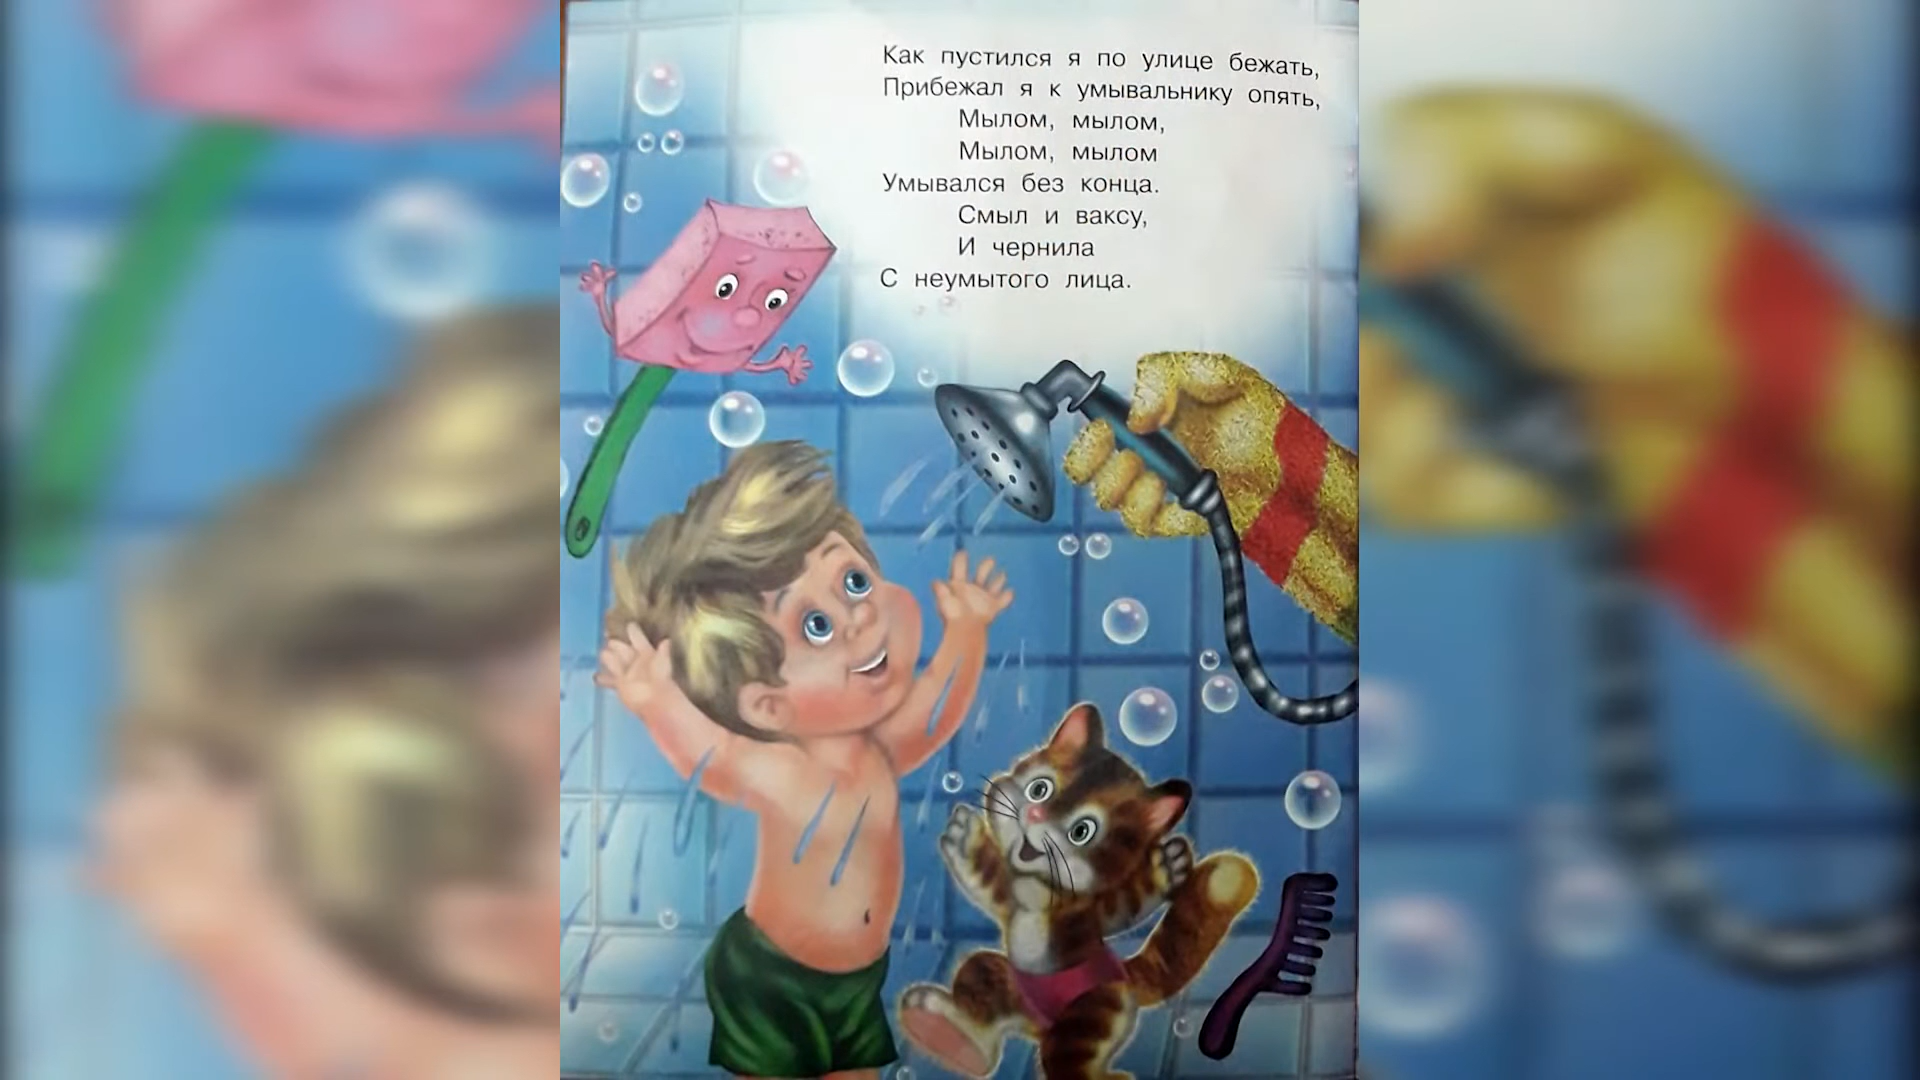 Как пустился я по улице бежать,
Прибежал я к умывальнику опять,
Мылом, мылом,
Мылом, мылом
Умывался без конца.
Смыл и ваксу,
И чернила
С неумытого лица.